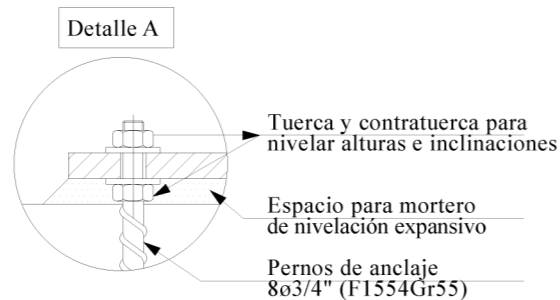 Detalle A
Tuerca y contratuerca para
nivelar alturas e inclinaciones
Espacio para mortero
de nivelación expansivo
Pernos de anclaje
8ø3/4" (F1554Gr55)